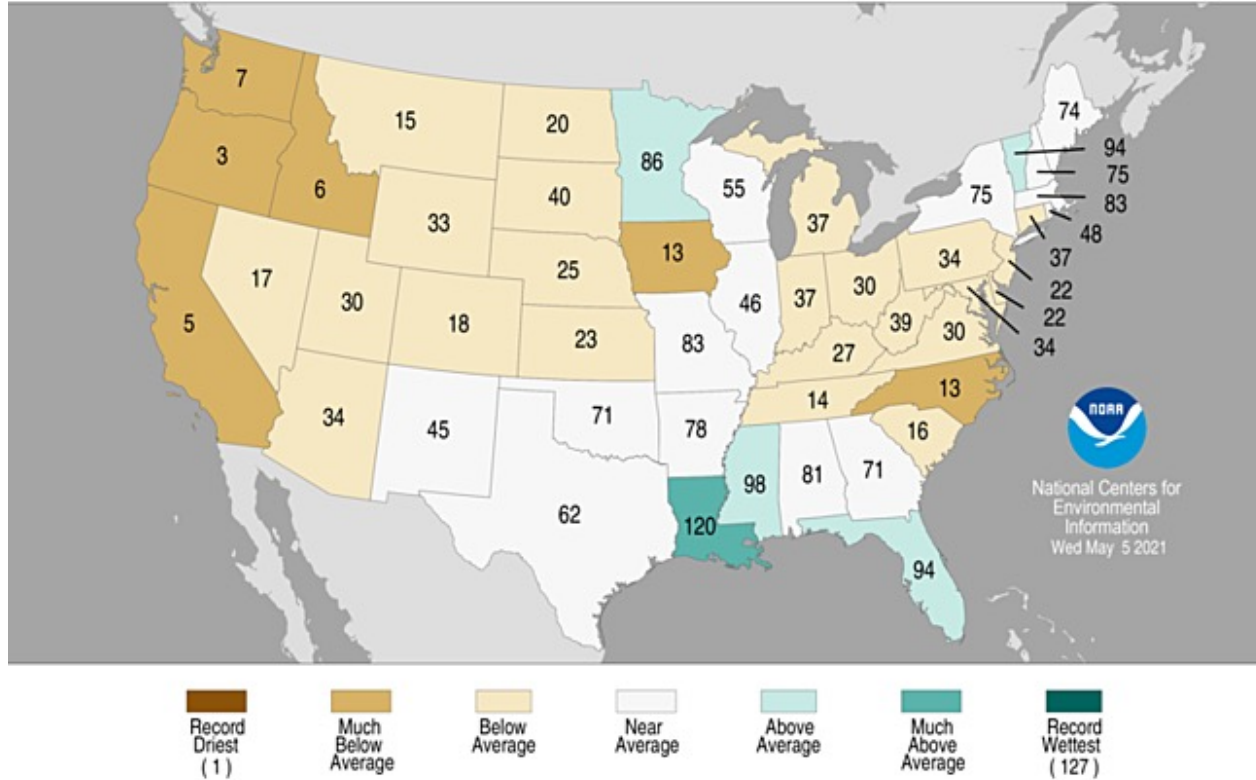 7
15
20
86
3
6
33
40
55
37
75
74
94
75
83
48
37
22
22
34
13
25
34
30
37
46
39
30
17
30
18
23
83
27
5
34
45
71
78
14
13
16
62
98
81
71
120
94
NOAA
National Centers for
Environmental
Information
Wed May 5 2021
Record
Driest
( 1 )
Much
Below
Average
Below
Average
Near
Average
Above
Average
Much
Above
Average
Record
Wettest
( 127 )